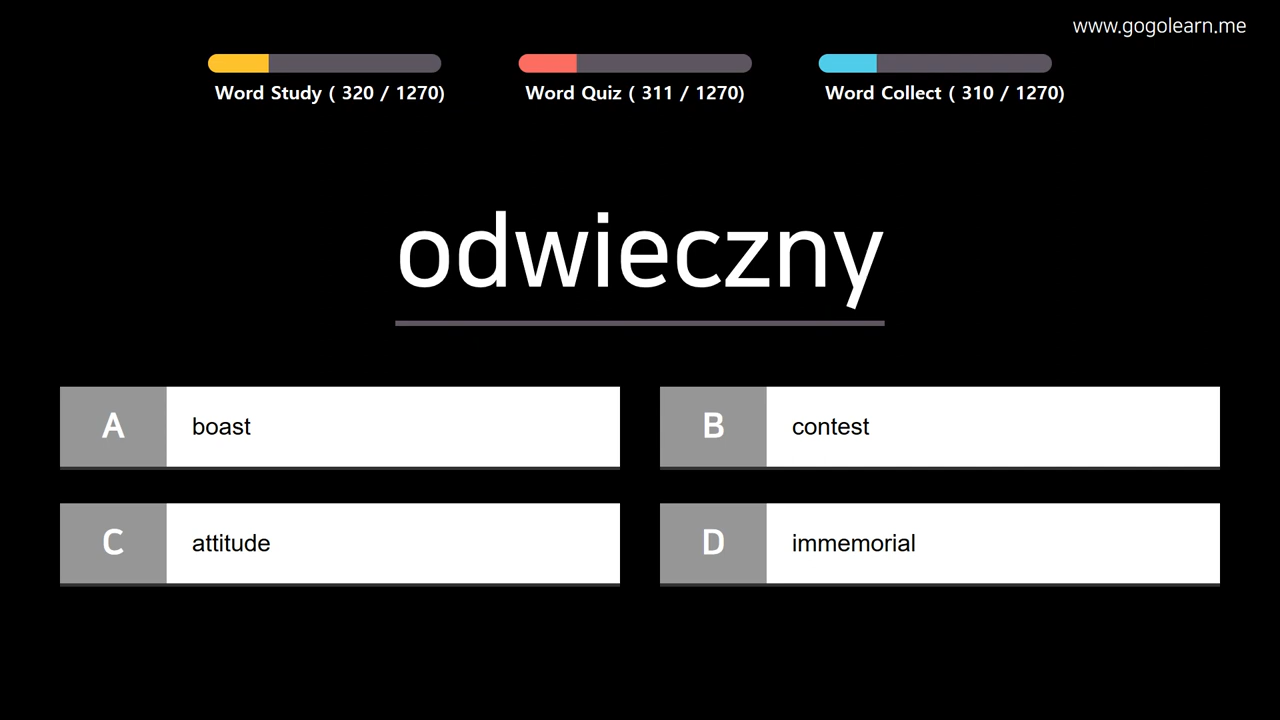 www.gogolearn.me
Word Study ( 320 / 1270)
Word Quiz ( 311 / 1270)
Word Collect ( 310 / 1270)
odwieczny
A boast
B contest
C attitude
D immemorial